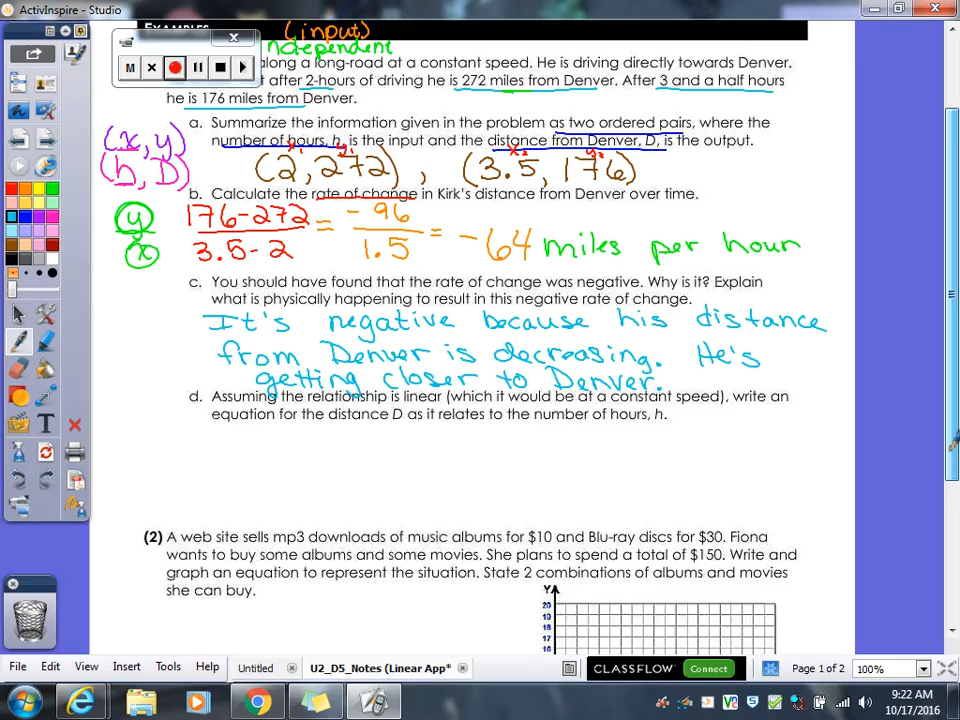 ActivInspire - Studio
EXAMPLES
(input)
independent
along a long-road at a constant speed. He is driving directly towards Denver.
after 2-hours of driving he is 272 miles from Denver. After 3 and a half hours
he is 176 miles from Denver.
a. Summarize the information given in the problem as two ordered pairs, where the
number of hours, h, is the input and the distance from Denver, D, is the output.
(x, y)
(h, D)
x₁ y₁ x₂ y₂
(2, 272) , (3.5, 176)
b. Calculate the rate of change in Kirk's distance from Denver over time.
y 176-272 = -96 = -64 miles per hour
x 3.5-2 1.5
c. You should have found that the rate of change was negative. Why is it? Explain
what is physically happening to result in this negative rate of change.
It's negative because his distance
from Denver is decreasing. He's
getting closer to Denver.
d. Assuming the relationship is linear (which it would be at a constant speed), write an
equation for the distance D as it relates to the number of hours, h.
(2) A web site sells mp3 downloads of music albums for $10 and Blu-ray discs for $30. Fiona
wants to buy some albums and some movies. She plans to spend a total of $150. Write and
graph an equation to represent the situation. State 2 combinations of albums and movies
she can buy.
Y
20
19
18
17
16
File Edit View Insert Tools Help Untitled U2_D5_Notes (Linear App* CLASSFLOW Connect Page 1 of 2 100%
9:22 AM
10/17/2016